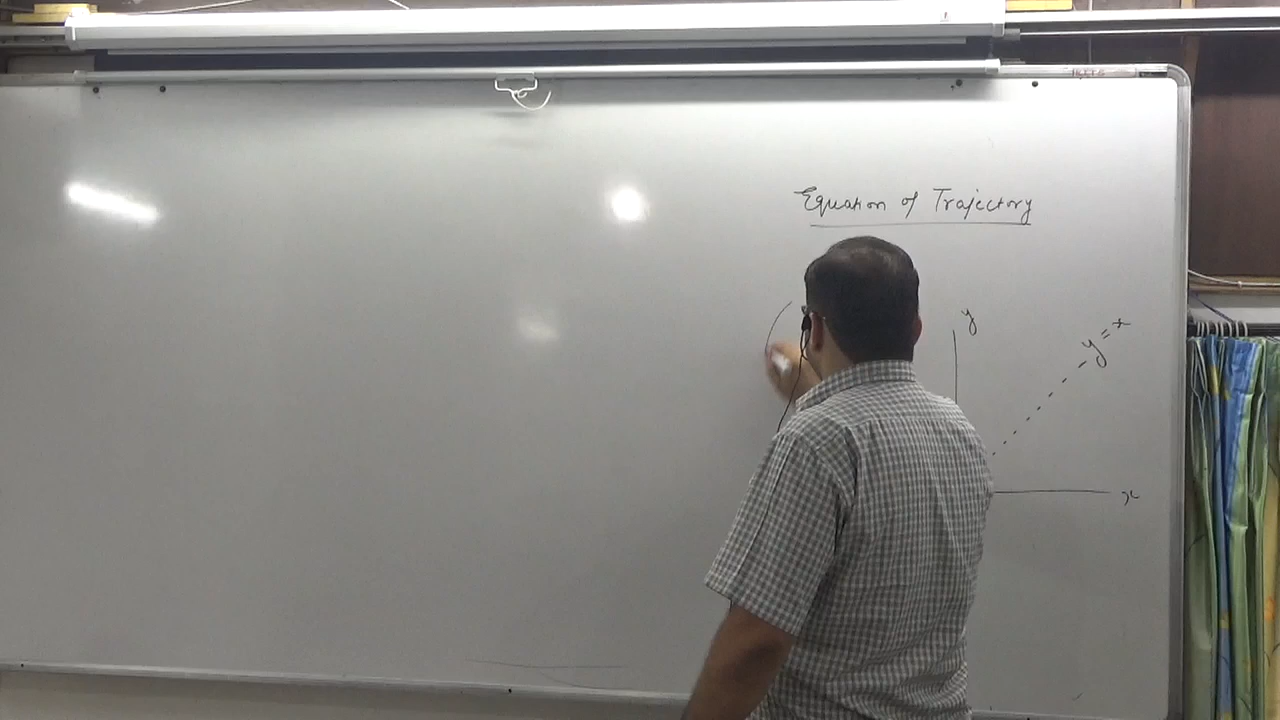 Equation of Trajectory
y
y = x
x